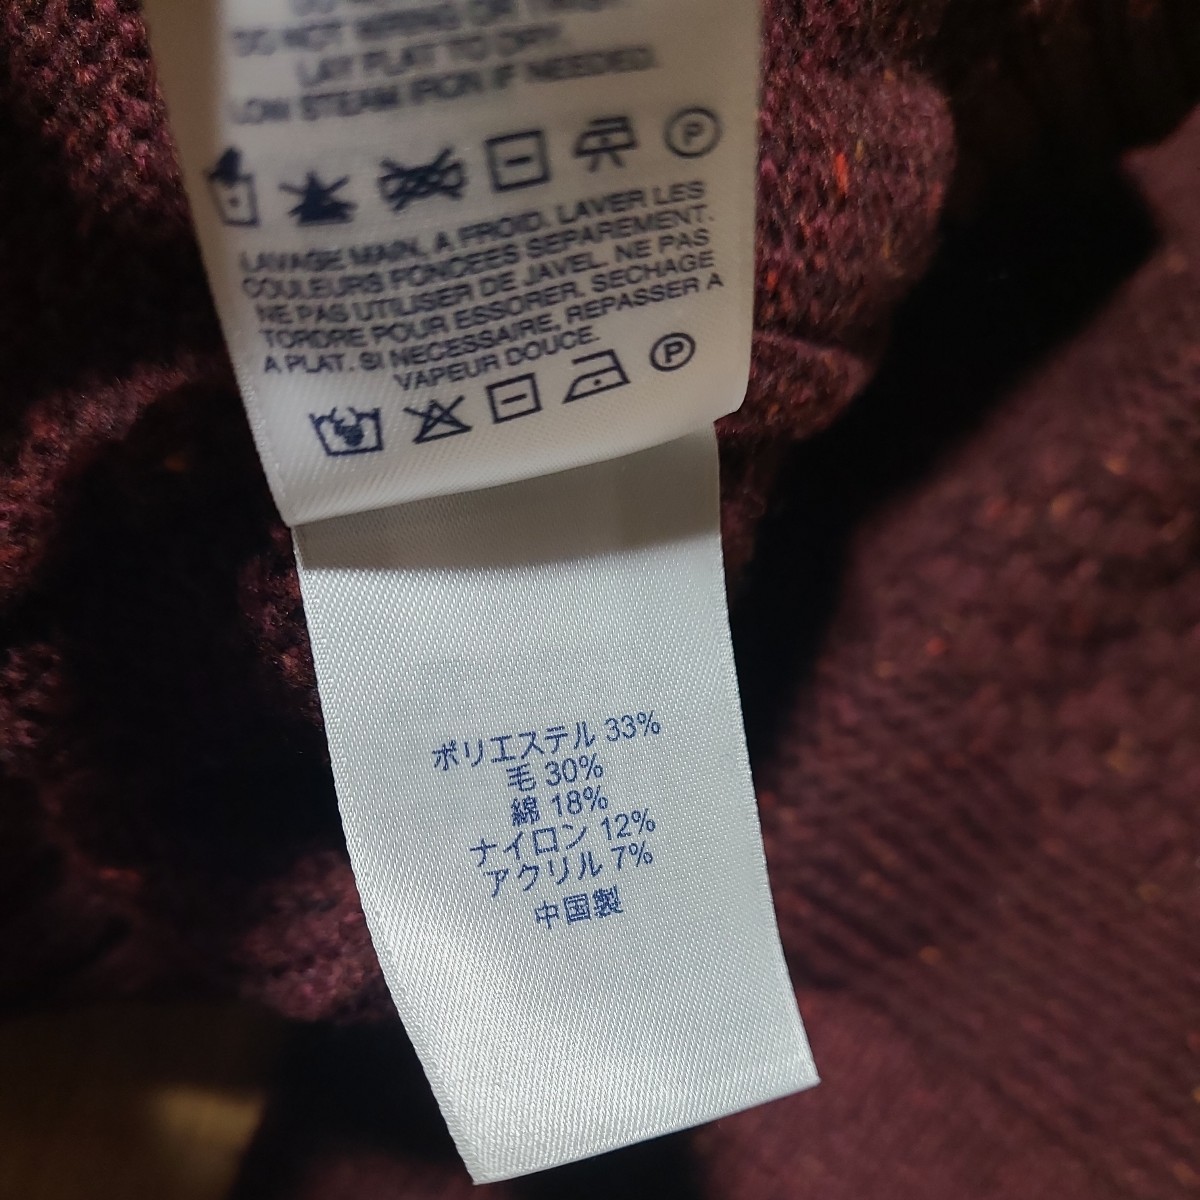 DO NOT WRING OR TWIST.
LAY FLAT TO DRY.
LOW STEAM IRON IF NEEDED.
P
LAVAGE MAIN, A FROID. LAVER LES
COULEURS FONCEES SEPAREMENT.
NE PAS UTILISER DE JAVEL. NE PAS
TORDRE POUR ESSORER. SECHAGE
A PLAT. SI NECESSAIRE, REPASSER A
VAPEUR DOUCE.
P
ポリエステル 33%
毛 30%
綿 18%
ナイロン 12%
アクリル 7%
中国製